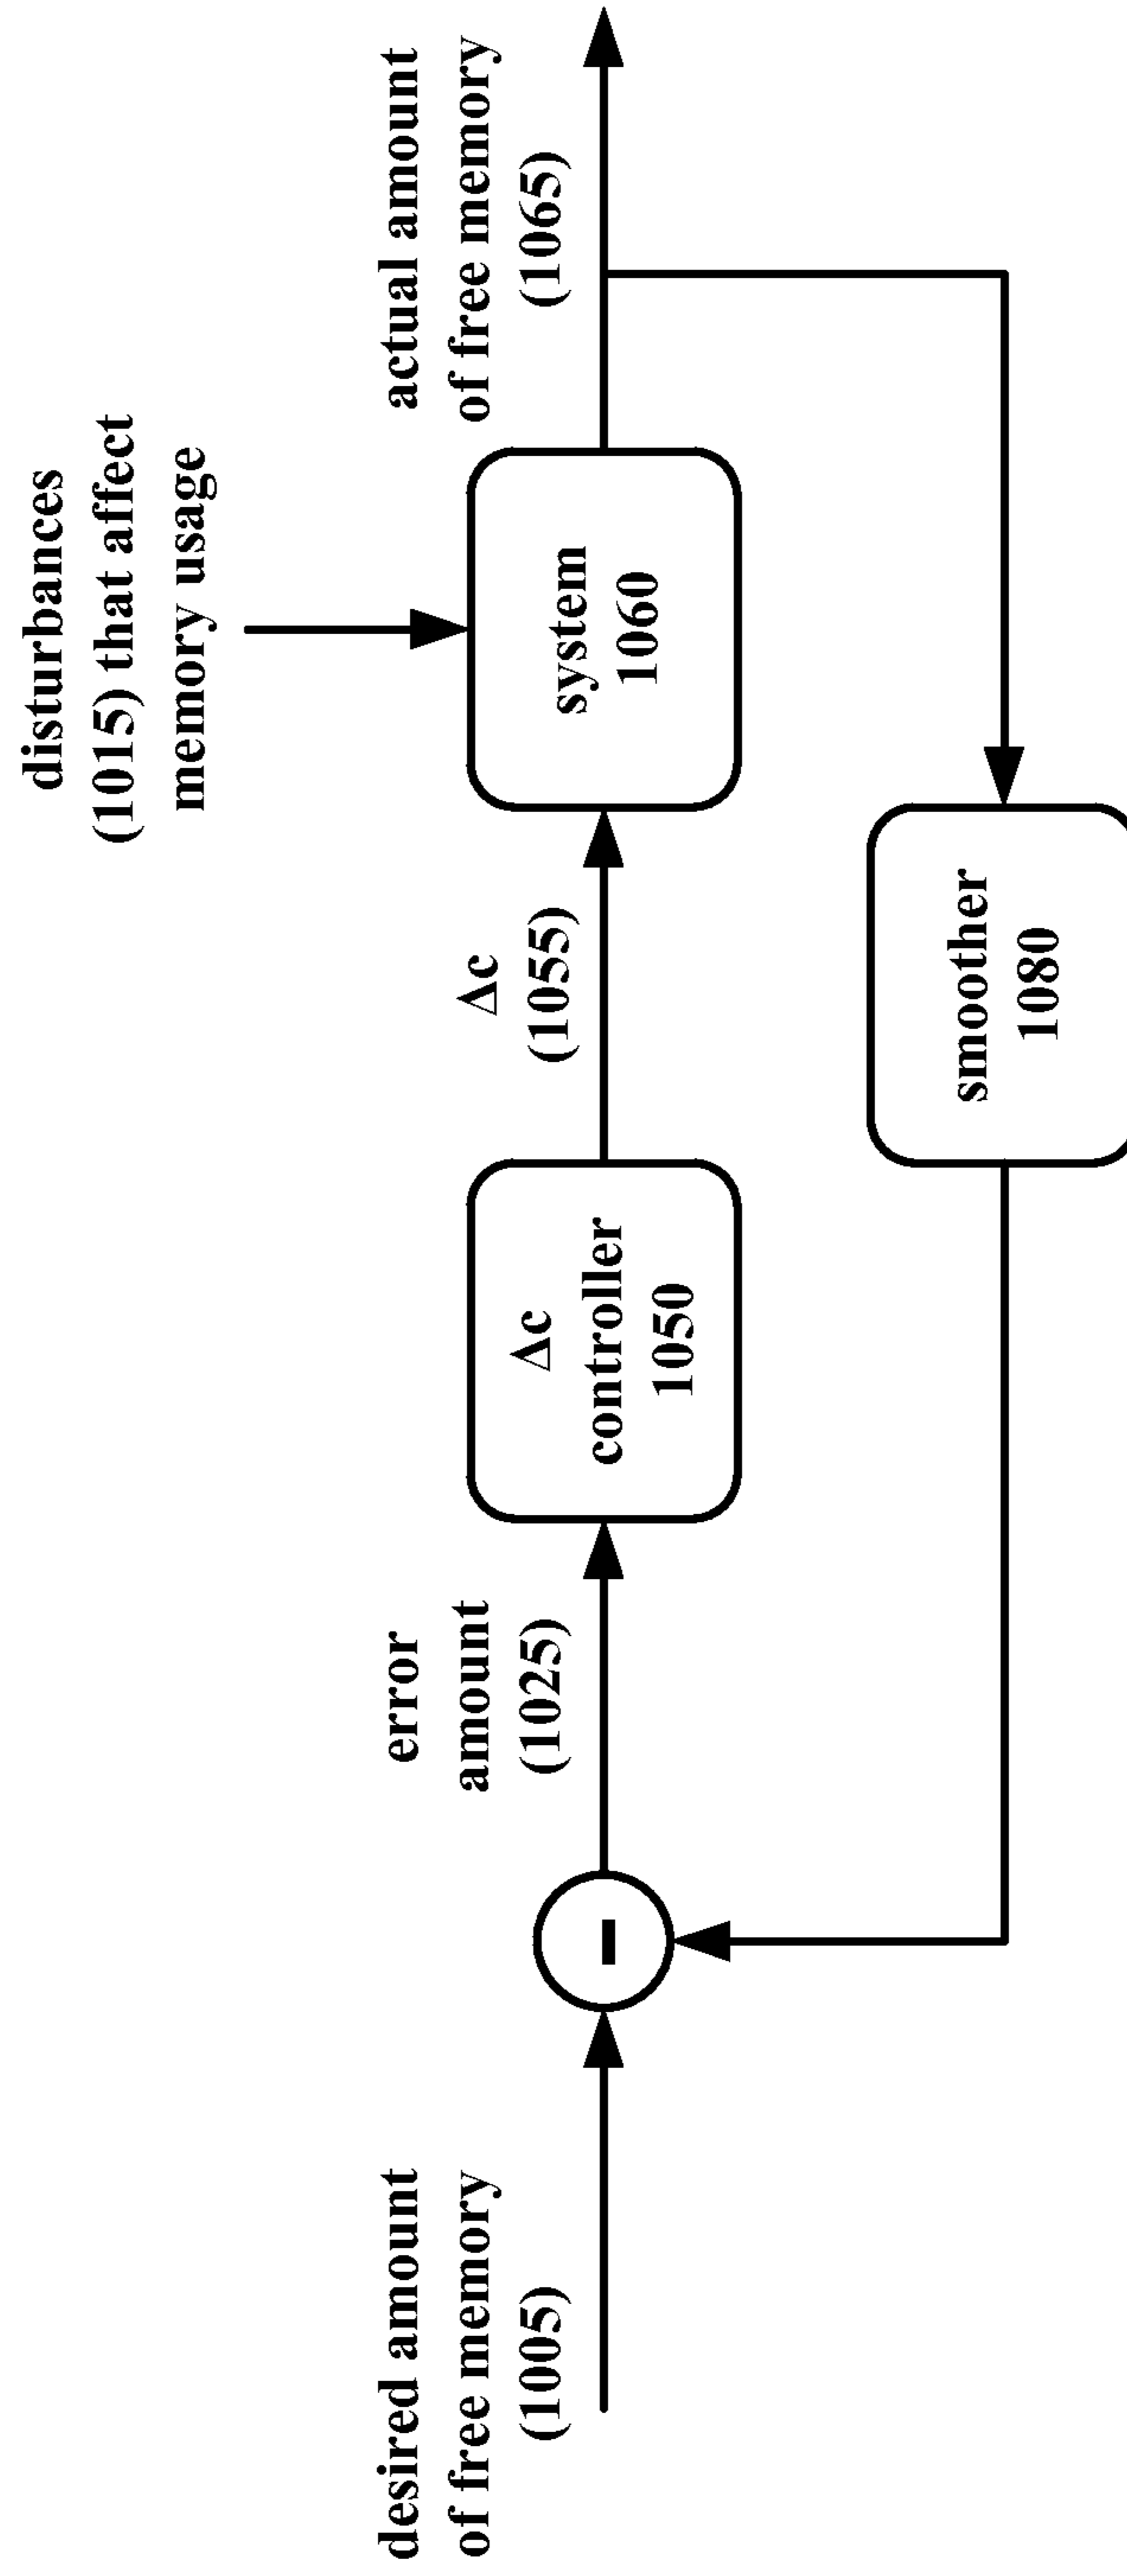 disturbances
(1015) that affect
memory usage
desired amount
of free memory
(1005)
error
amount
(1025)
Δc
(1055)
actual amount
of free memory
(1065)
−
Δc
controller
1050
system
1060
smoother
1080